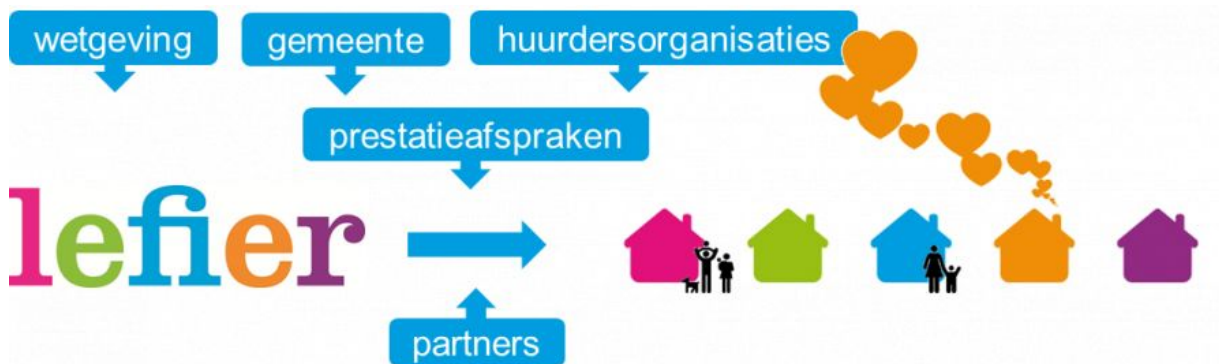 wetgeving
gemeente
huurdersorganisaties
prestatieafspraken
lefier
partners